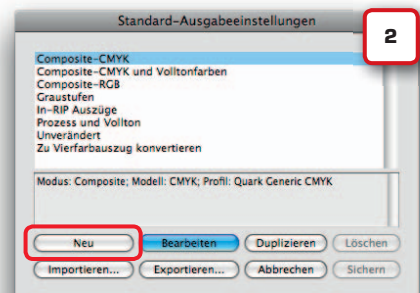 Standard-Ausgabeeinstellungen
2
Composite-CMYK
Composite-CMYK und Volltonfarben
Composite-RGB
Graustufen
In-RIP Auszüge
Prozess und Vollton
Unverändert
Zu Vierfarbauszug konvertieren
Modus: Composite; Modell: CMYK; Profil: Quark Generic CMYK
Neu Bearbeiten Duplizieren Löschen
Importieren... Exportieren... Abbrechen Sichern